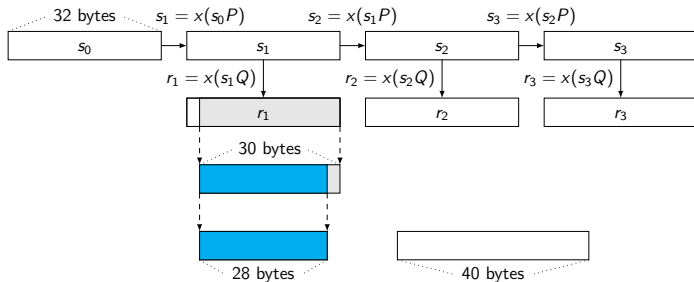 32 bytes
s₁ = x(s₀P) s₂ = x(s₁P) s₃ = x(s₂P)
s₀ s₁ s₂ s₃
r₁ = x(s₁Q) r₂ = x(s₂Q) r₃ = x(s₃Q)
r₁ r₂ r₃
30 bytes
28 bytes 40 bytes